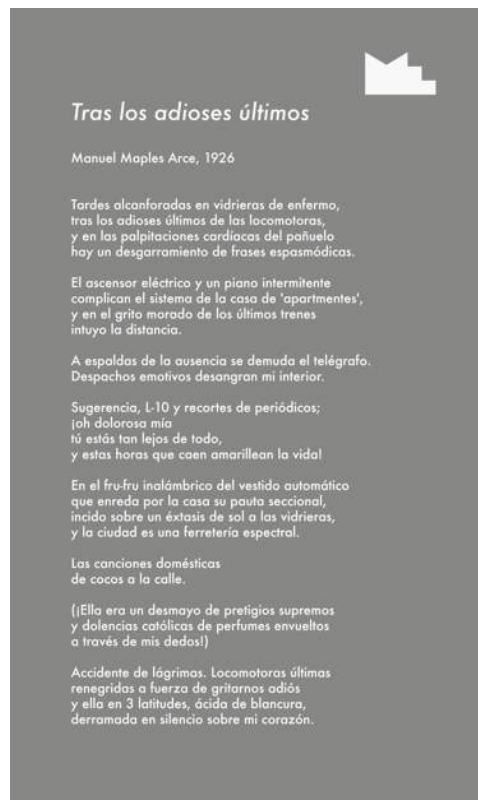 Tras los adioses últimos
Manuel Maples Arce, 1926
Tardes alcanforadas en vidrieras de enfermo,
tras los adioses últimos de las locomotoras,
y en las palpitaciones cardíacas del pañuelo
hay un desgarramiento de frases espasmódicas.
El ascensor eléctrico y un piano intermitente
complican el sistema de la casa de 'apartmentes',
y en el grito morado de los últimos trenes
intuyo la distancia.
A espaldas de la ausencia se demuda el telégrafo.
Despachos emotivos desangran mi interior.
Sugerencia, L-10 y recortes de periódicos;
¡oh dolorosa mía
tú estás tan lejos de todo,
y estas horas que caen amarillean la vida!
En el fru-fru inalámbrico del vestido automático
que enreda por la casa su pauta seccional,
incido sobre un éxtasis de sol a las vidrieras,
y la ciudad es una ferretería espectral.
Las canciones domésticas
de cocos a la calle.
(¡Ella era un desmayo de pretigios supremos
y dolencias católicas de perfumes envueltos
a través de mis dedos!)
Accidente de lágrimas. Locomotoras últimas
renegridas a fuerza de gritarnos adiós
y ella en 3 latitudes, ácida de blancura,
derramada en silencio sobre mi corazón.